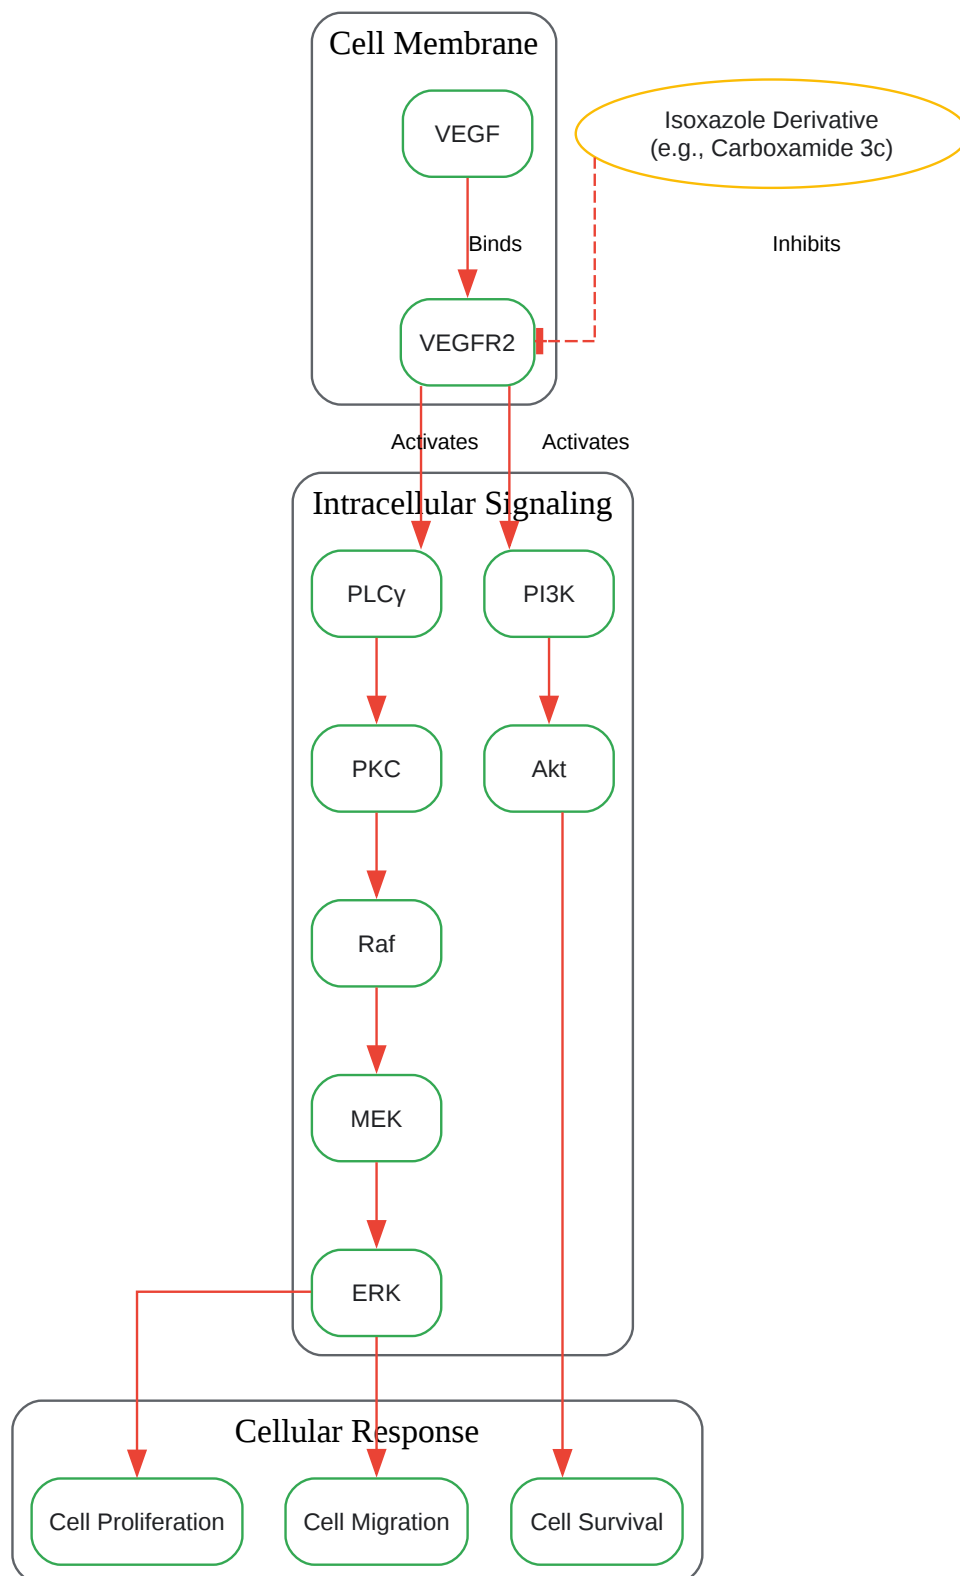 Cell Membrane
VEGF
Isoxazole Derivative
(e.g., Carboxamide 3c)
Binds
Inhibits
VEGFR2
Activates
Activates
Intracellular Signaling
PLCγ
PI3K
PKC
Akt
Raf
MEK
ERK
Cellular Response
Cell Proliferation
Cell Migration
Cell Survival